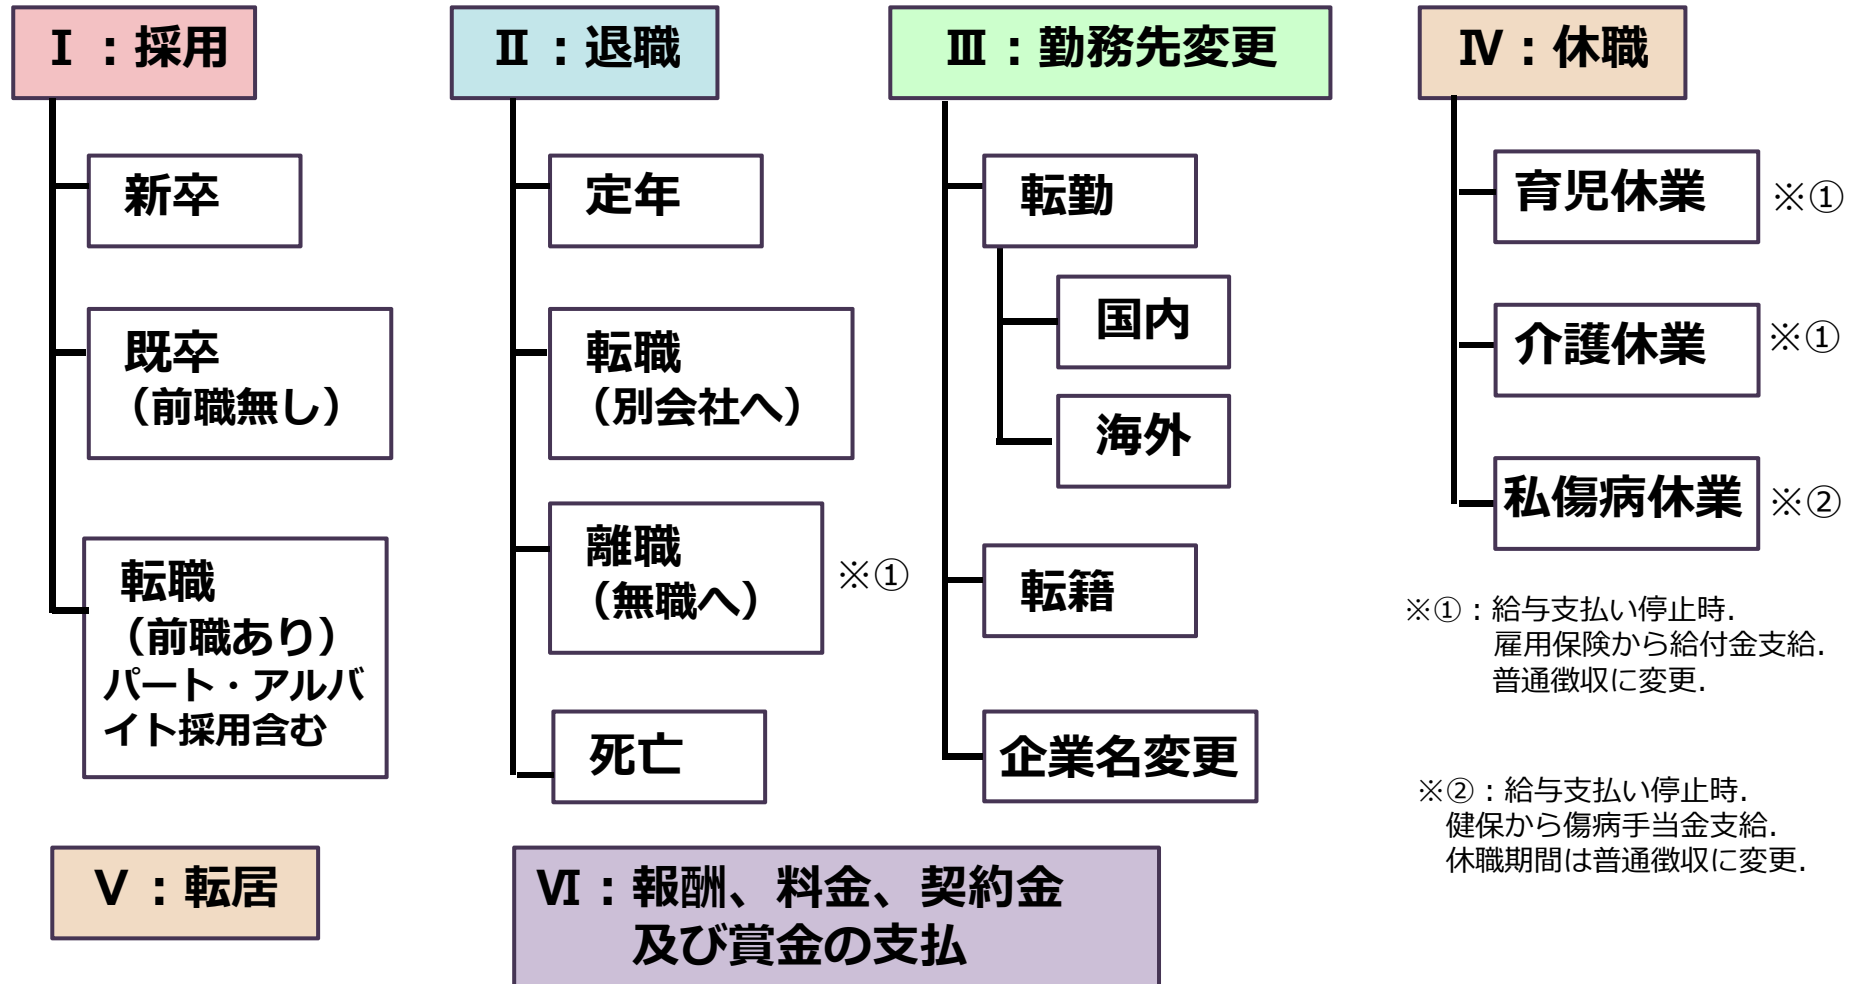 Ⅰ：採用
新卒
既卒
（前職無し）
転職
（前職あり）
パート・アルバ
イト採用含む
Ⅱ：退職
定年
転職
（別会社へ）
離職
（無職へ）
※①
死亡
Ⅲ：勤務先変更
転勤
国内
海外
転籍
企業名変更
Ⅳ：休職
育児休業
※①
介護休業
※①
私傷病休業
※②
※①：給与支払い停止時.
雇用保険から給付金支給.
普通徴収に変更.
※②：給与支払い停止時.
健保から傷病手当金支給.
休職期間は普通徴収に変更.
Ⅴ：転居
Ⅵ：報酬、料金、契約金
及び賞金の支払